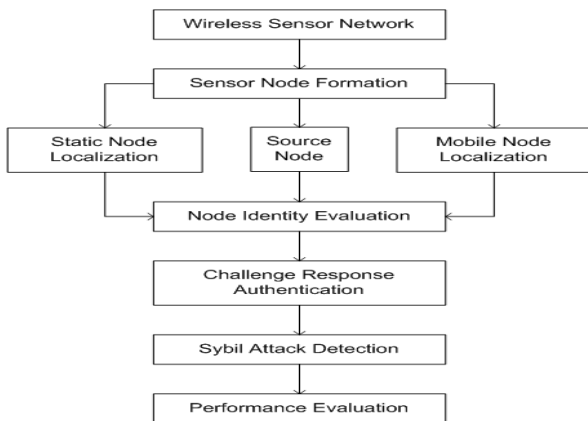 Wireless Sensor Network
Sensor Node Formation
Static Node
Localization
Source
Node
Mobile Node
Localization
Node Identity Evaluation
Challenge Response
Authentication
Sybil Attack Detection
Performance Evaluation